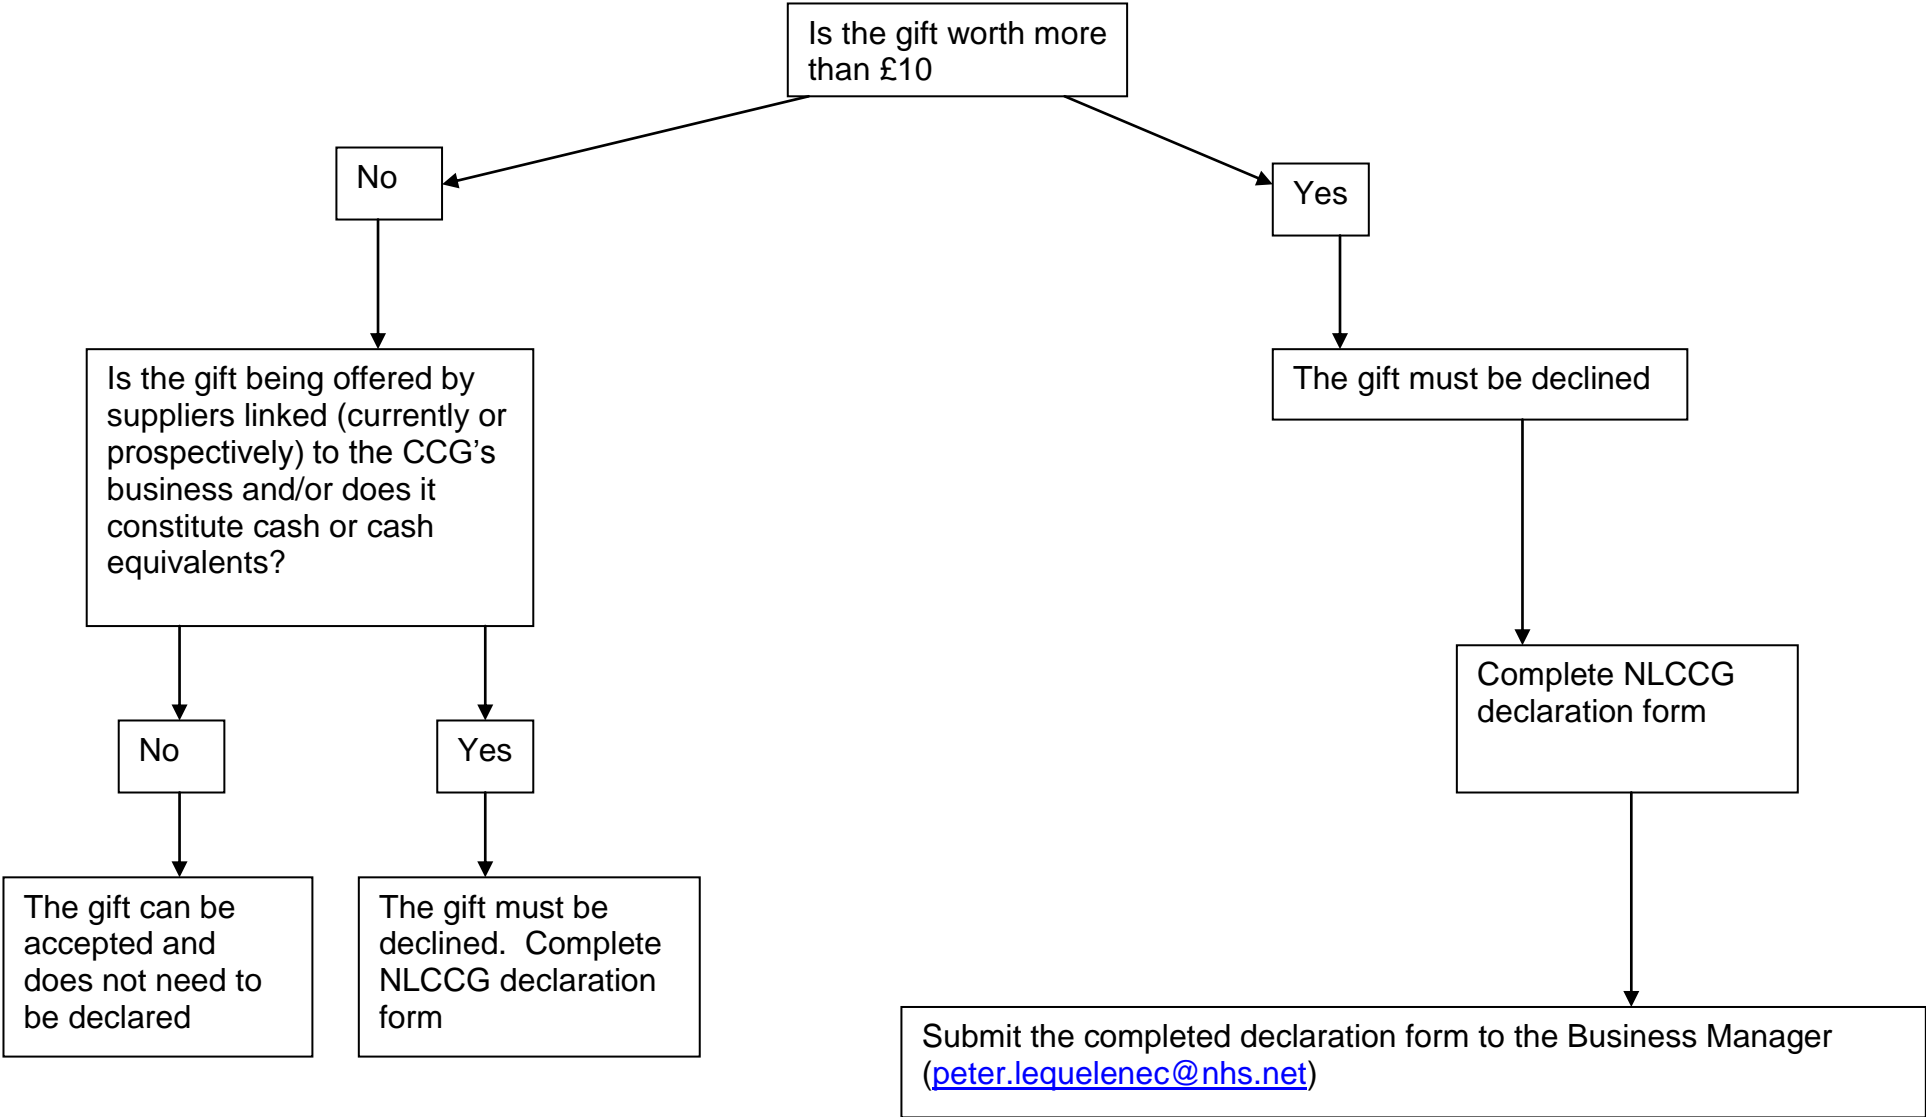 Is the gift worth more
than £10
No
Yes
Is the gift being offered by
suppliers linked (currently or
prospectively) to the CCG’s
business and/or does it
constitute cash or cash
equivalents?
The gift must be declined
Complete NLCCG
declaration form
No
Yes
The gift can be
accepted and
does not need to
be declared
The gift must be
declined.  Complete
NLCCG declaration
form
Submit the completed declaration form to the Business Manager
(peter.lequelenec@nhs.net)